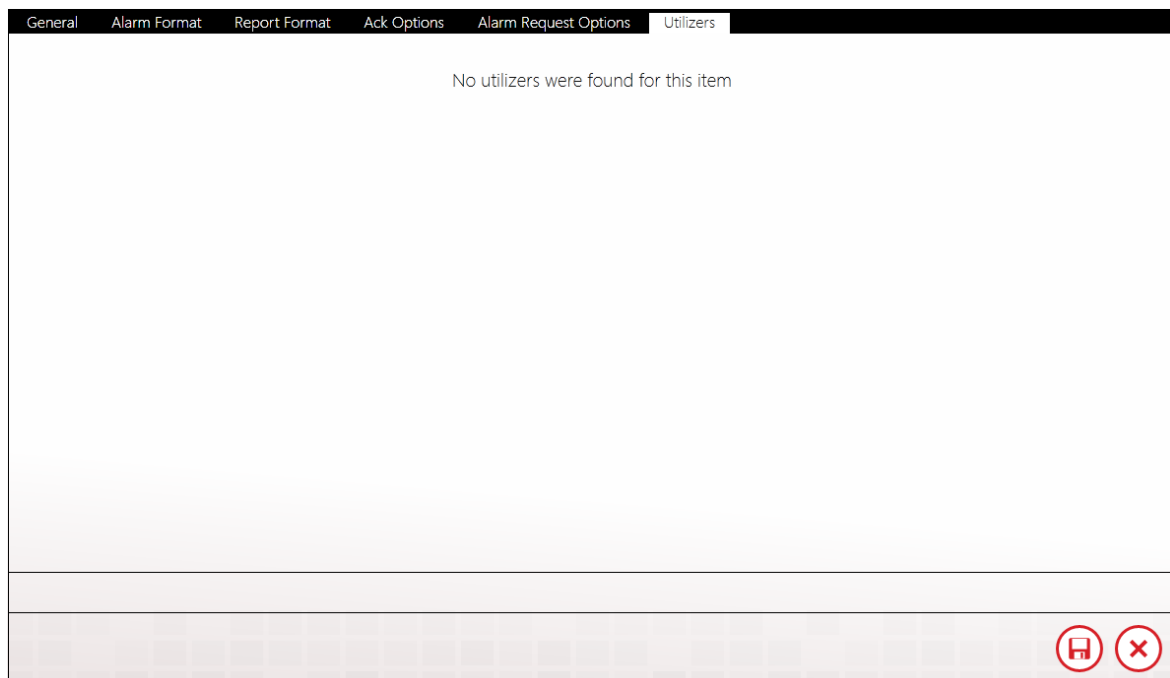 General Alarm Format Report Format Ack Options Alarm Request Options Utilizers
No utilizers were found for this item